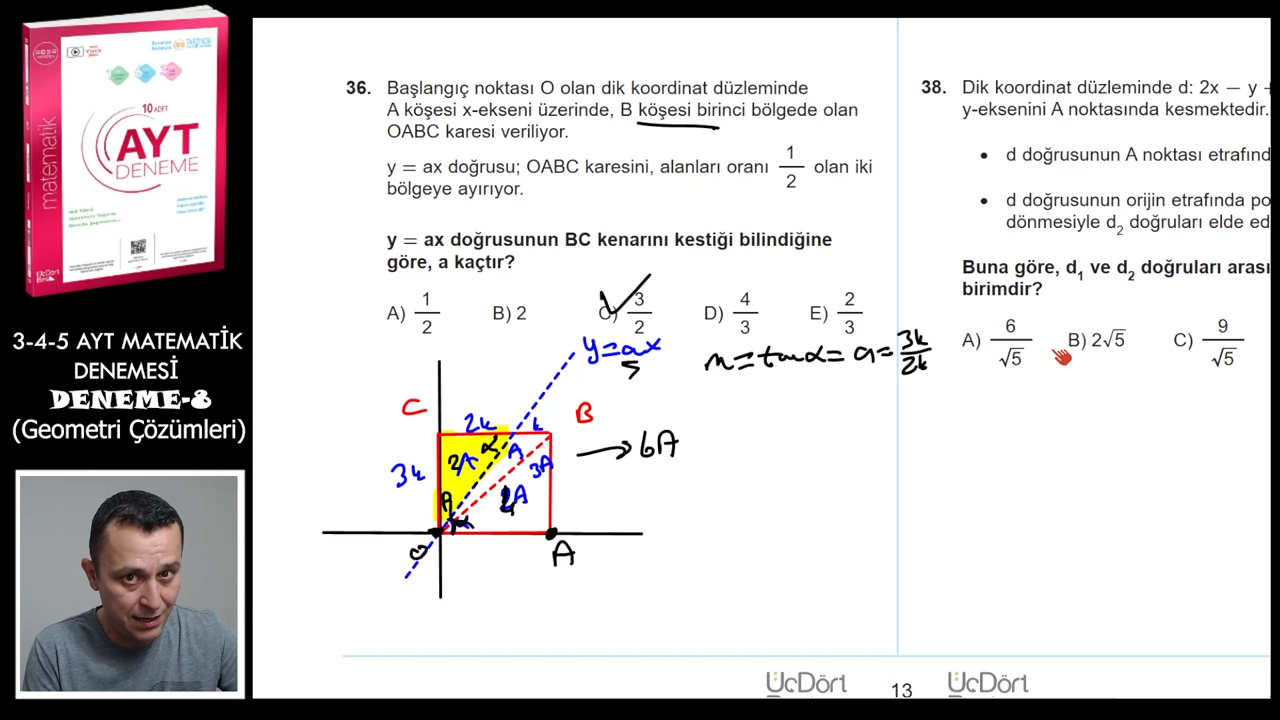 10 ADET
AYT
DENEME
matematik
3-4-5 AYT MATEMATİK
DENEMESİ
DENEME-8
(Geometri Çözümleri)
36. Başlangıç noktası O olan dik koordinat düzleminde
A köşesi x-ekseni üzerinde, B köşesi birinci bölgede olan
OABC karesi veriliyor.
y = ax doğrusu; OABC karesini, alanları oranı 1/2 olan iki
bölgeye ayırıyor.
y = ax doğrusunun BC kenarını kestiği bilindiğine
göre, a kaçtır?
A) 1/2 B) 2 C) 3/2 D) 4/3 E) 2/3
y = ax
m = tanα = a = 3k/2k
C
2k
k
B
3k
2A
α
A
3A
→ 6A
2A
α
O
A
38. Dik koordinat düzleminde d: 2x − y +
y-eksenini A noktasında kesmektedir.
• d doğrusunun A noktası etrafınd
• d doğrusunun orijin etrafında po
dönmesiyle d2 doğruları elde ed
Buna göre, d1 ve d2 doğruları arası
birimdir?
A) 6/√5 B) 2√5 C) 9/√5
ÜçDört
13
ÜçDört